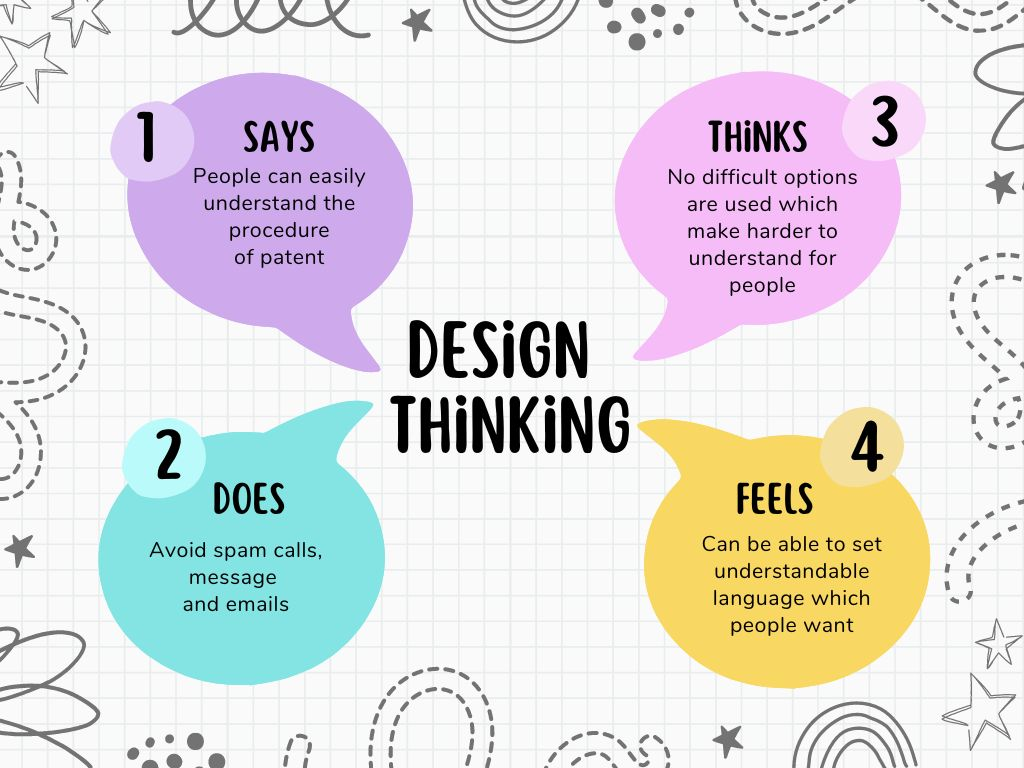 1
SAYS
People can easily
understand the
procedure
of patent
2
DOES
Avoid spam calls,
message
and emails
DESiGN
THiNKiNG
3
THiNKS
No difficult options
are used which
make harder to
understand for
people
4
FEELS
Can be able to set
understandable
language which
people want